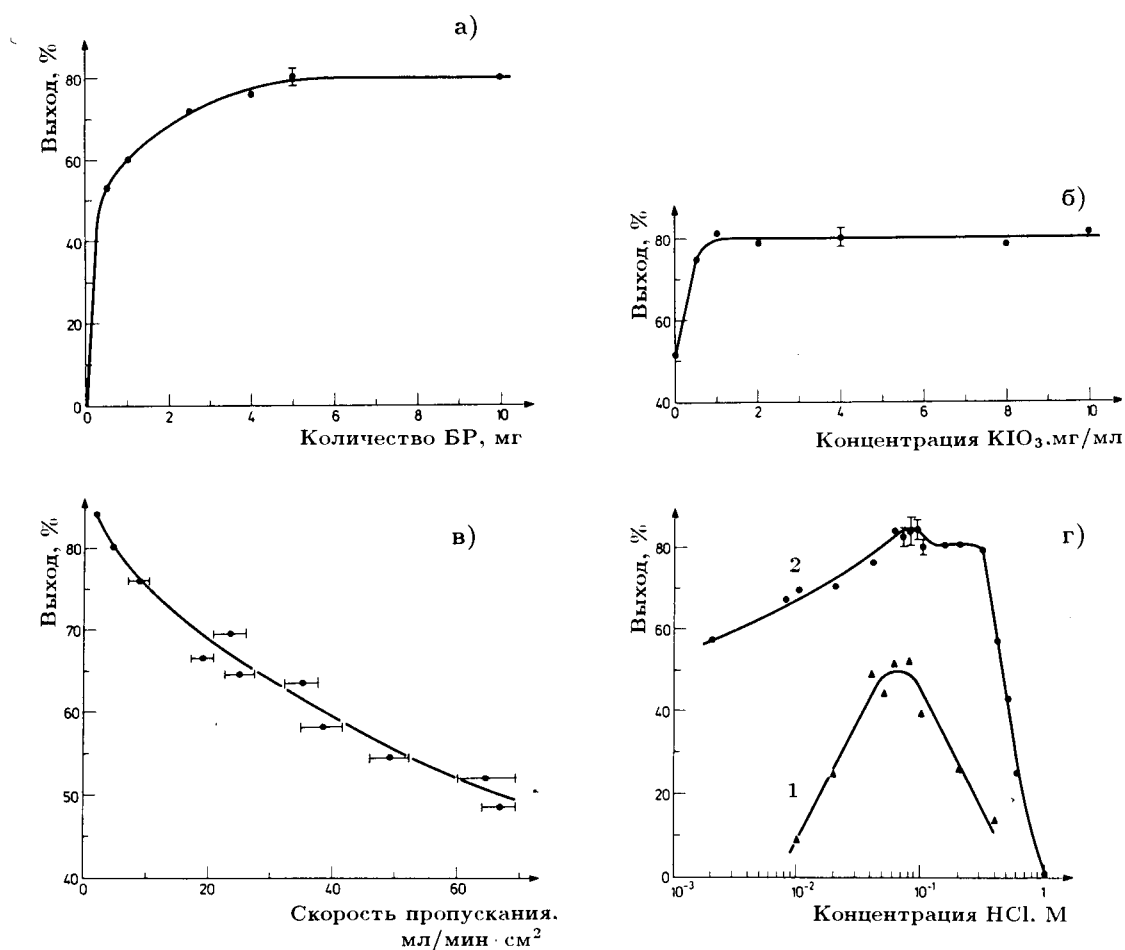 а)
Выход, %
80
60
40
20
0
0 2 4 6 8 10
Количество БР, мг
б)
Выход, %
80
60
40
0 2 4 6 8 10
Концентрация KIO₃.мг/мл
в)
Выход, %
80
70
60
50
40
0 20 40 60
Скорость пропускания.
мл/мин · см²
г)
Выход, %
80
60
40
20
0
2
1
10⁻³ 10⁻² 10⁻¹ 1
Концентрация HCl. М